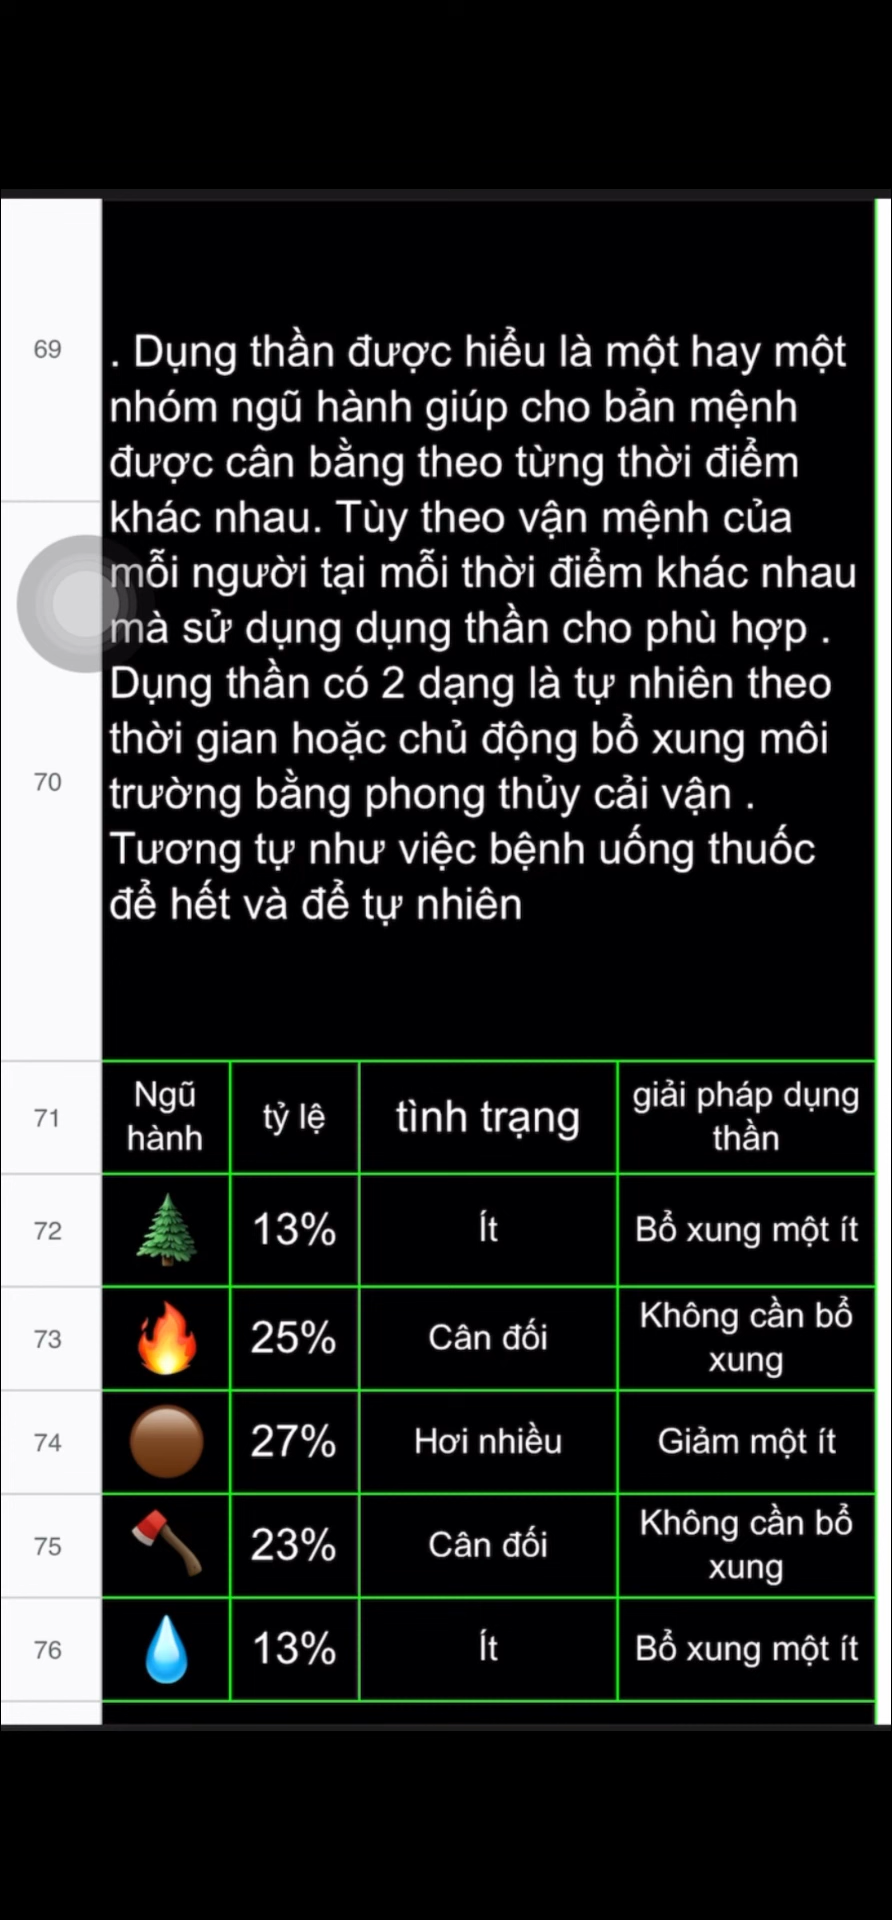 69
. Dụng thần được hiểu là một hay một
nhóm ngũ hành giúp cho bản mệnh
được cân bằng theo từng thời điểm
khác nhau. Tùy theo vận mệnh của
mỗi người tại mỗi thời điểm khác nhau
mà sử dụng dụng thần cho phù hợp .
Dụng thần có 2 dạng là tự nhiên theo
thời gian hoặc chủ động bổ xung môi
70
trường bằng phong thủy cải vận .
Tương tự như việc bệnh uống thuốc
để hết và để tự nhiên
71
Ngũ
hành
tỷ lệ
tình trạng
giải pháp dụng
thần
72
13%
Ít
Bổ xung một ít
73
25%
Cân đối
Không cần bổ
xung
74
27%
Hơi nhiều
Giảm một ít
75
23%
Cân đối
Không cần bổ
xung
76
13%
Ít
Bổ xung một ít